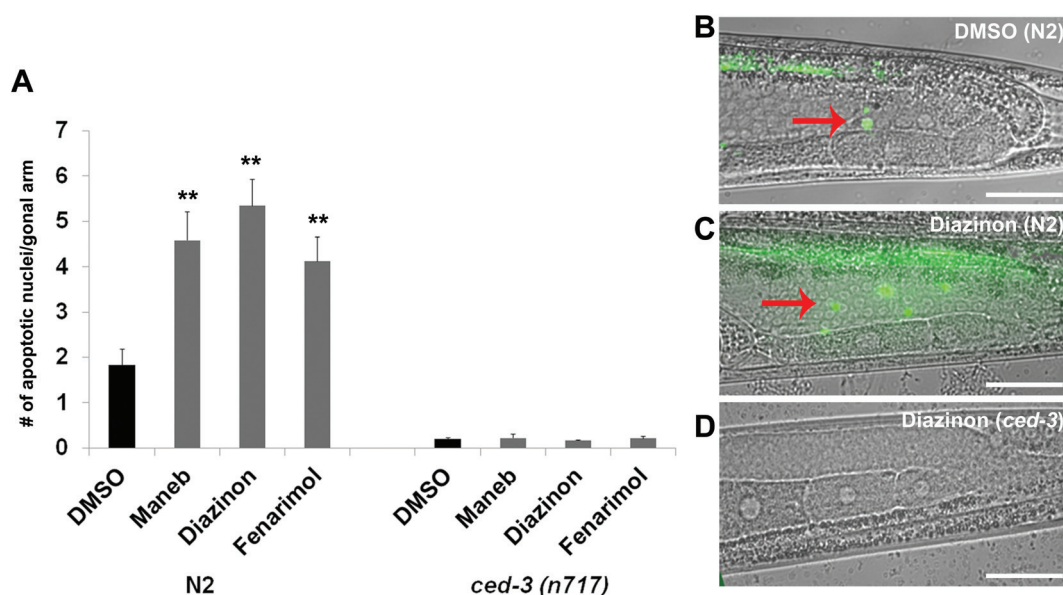 A
# of apoptotic nuclei/gonal arm
7
6
5
4
3
2
1
0
**
**
**
DMSO
Maneb
Diazinon
Fenarimol
DMSO
Maneb
Diazinon
Fenarimol
N2
ced-3 (n717)
B
DMSO (N2)
C
Diazinon (N2)
D
Diazinon (ced-3)